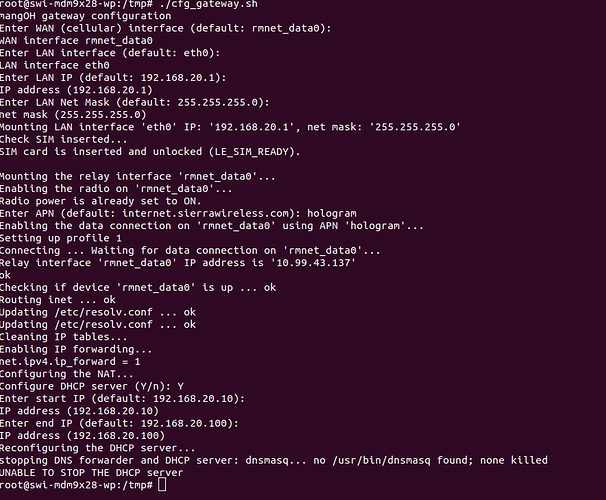 root@swi-mdm9x28-wp:/tmp# ./cfg_gateway.sh
mangOH gateway configuration
Enter WAN (cellular) interface (default: rmnet_data0):
WAN interface rmnet_data0
Enter LAN interface (default: eth0):
LAN interface eth0
Enter LAN IP (default: 192.168.20.1):
IP address (192.168.20.1)
Enter LAN Net Mask (default: 255.255.255.0):
net mask (255.255.255.0)
Mounting LAN interface 'eth0' IP: '192.168.20.1', net mask: '255.255.255.0'
Check SIM inserted...
SIM card is inserted and unlocked (LE_SIM_READY).
Mounting the relay interface 'rmnet_data0'...
Enabling the radio on 'rmnet_data0'...
Radio power is already set to ON.
Enter APN (default: internet.sierrawireless.com): hologram
Enabling the data connection on 'rmnet_data0' using APN 'hologram'...
Setting up profile 1
Connecting ... Waiting for data connection on 'rmnet_data0'...
Relay interface 'rmnet_data0' IP address is '10.99.43.137'
ok
Checking if device 'rmnet_data0' is up ... ok
Routing inet ... ok
Updating /etc/resolv.conf ... ok
Updating /etc/resolv.conf ... ok
Cleaning IP tables...
Enabling IP forwarding...
net.ipv4.ip_forward = 1
Configuring the NAT...
Configure DHCP server (Y/n): Y
Enter start IP (default: 192.168.20.10):
IP address (192.168.20.10)
Enter end IP (default: 192.168.20.100):
IP address (192.168.20.100)
Reconfiguring the DHCP server...
stopping DNS forwarder and DHCP server: dnsmasq... no /usr/bin/dnsmasq found; none killed
UNABLE TO STOP THE DHCP server
root@swi-mdm9x28-wp:/tmp#